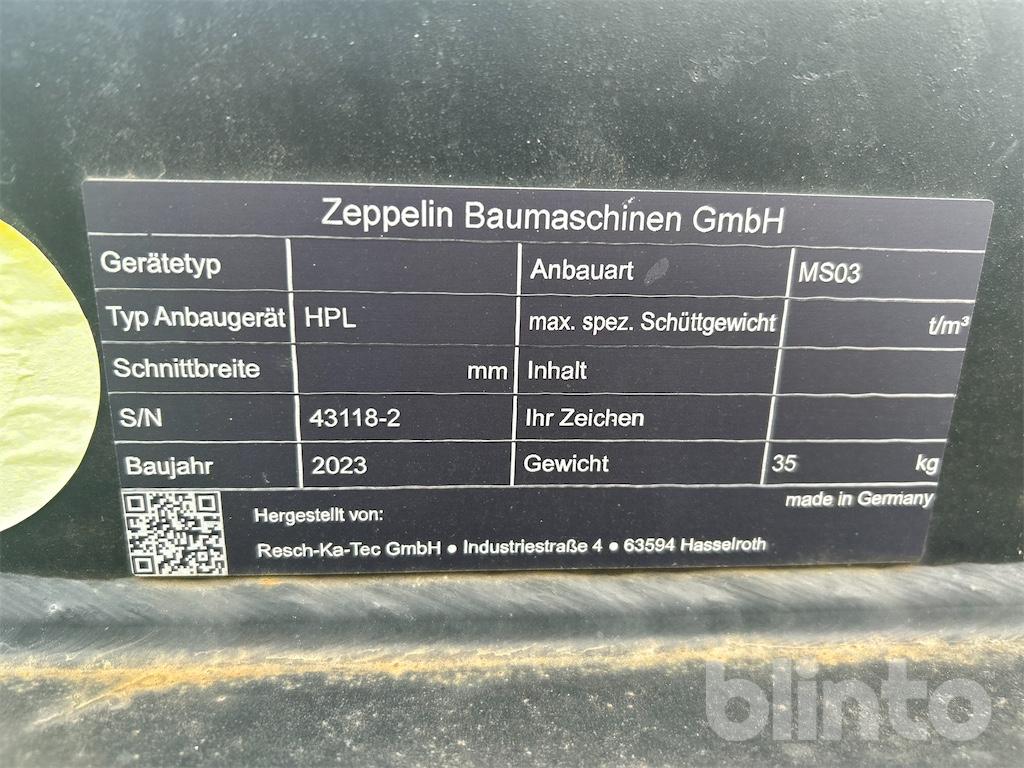 Zeppelin Baumaschinen GmbH
Gerätetyp Anbauart MS03
Typ Anbaugerät HPL max. spez. Schüttgewicht t/m³
Schnittbreite mm Inhalt
S/N 43118-2 Ihr Zeichen
Baujahr 2023 Gewicht 35 kg
made in Germany
Hergestellt von:
Resch-Ka-Tec GmbH ● Industriestraße 4 ● 63594 Hasselroth
blinto